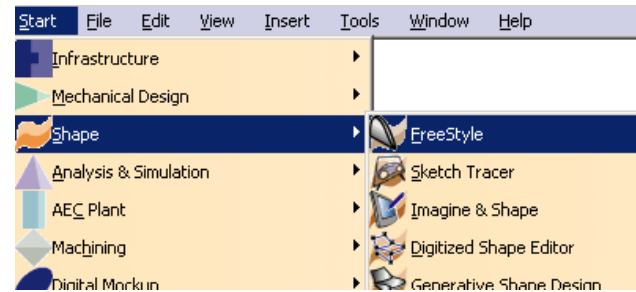 Start File Edit View Insert Tools Window Help
Infrastructure
Mechanical Design
Shape
Analysis & Simulation
AEC Plant
Machining
Digital Mockup
FreeStyle
Sketch Tracer
Imagine & Shape
Digitized Shape Editor
Generative Shape Design